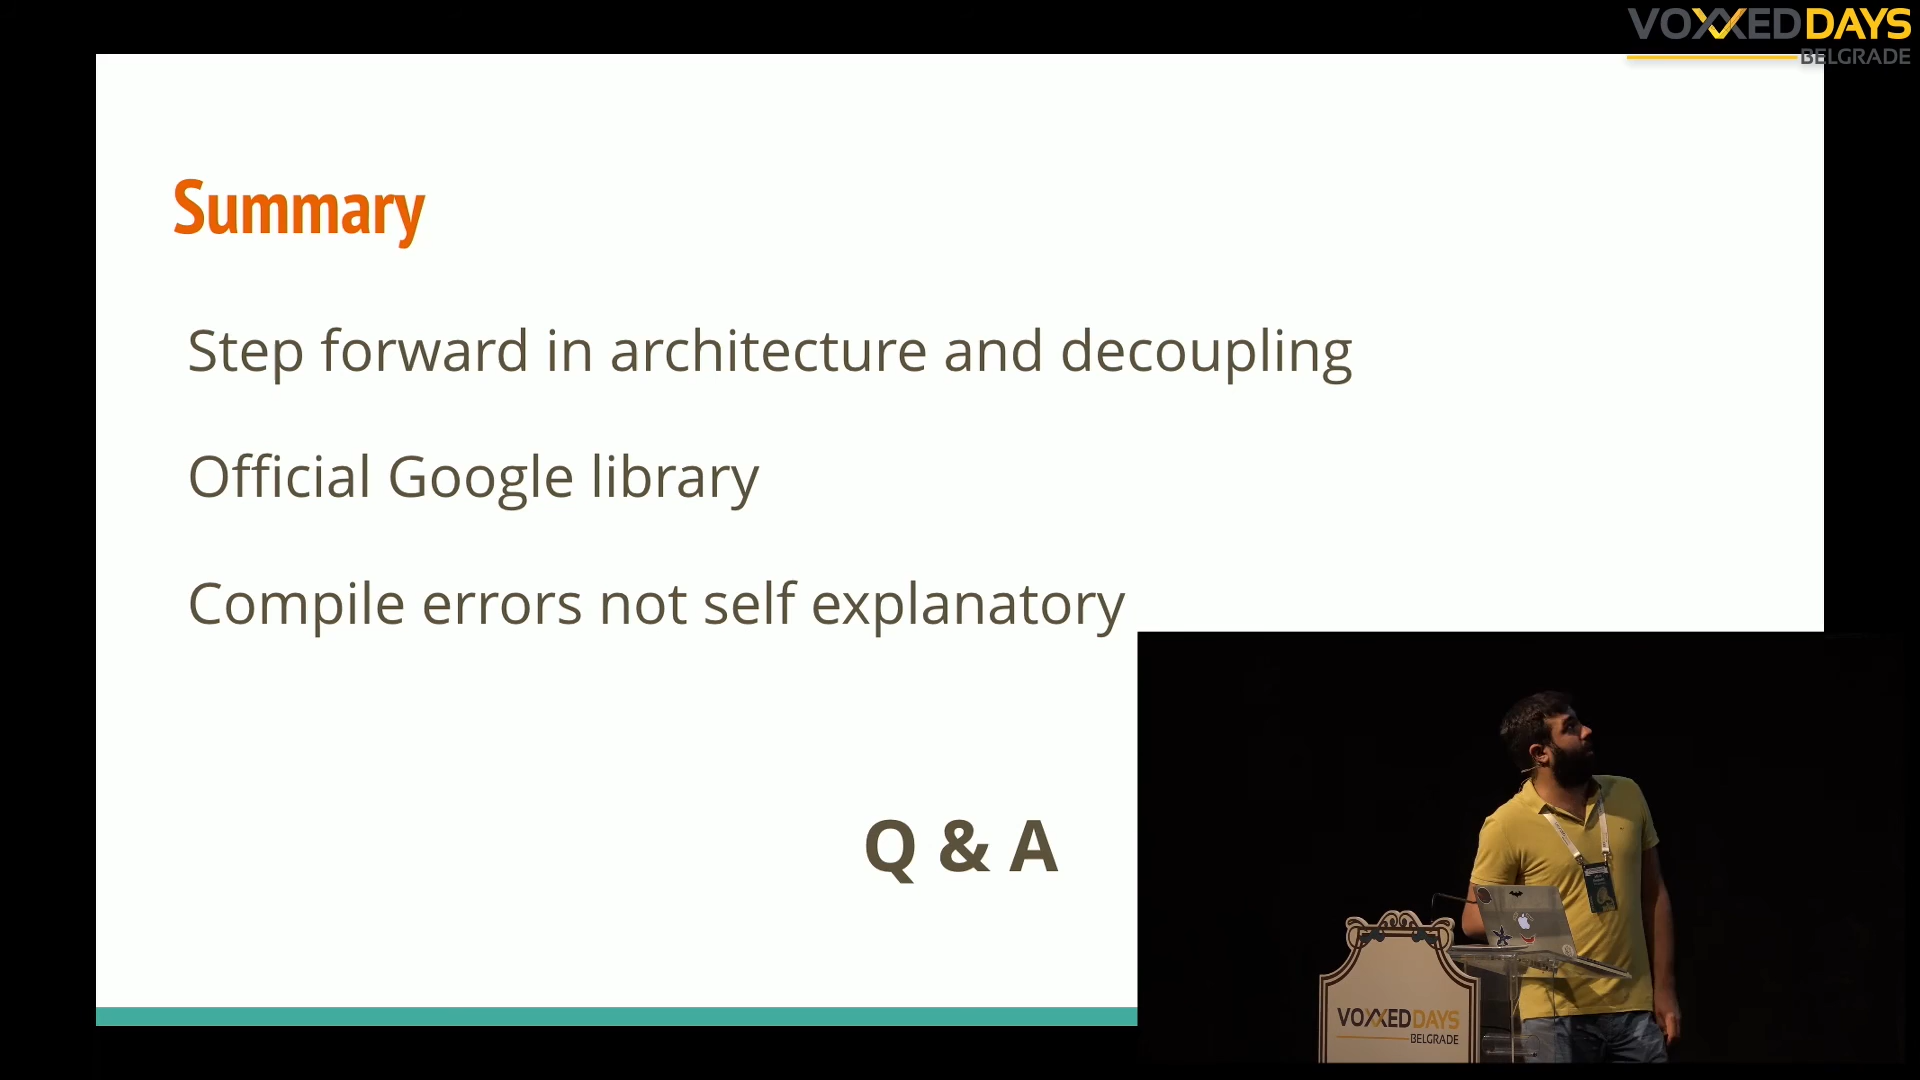 VOXXEDDAYS
BELGRADE
Summary
Step forward in architecture and decoupling
Official Google library
Compile errors not self explanatory
Q & A
VOXXEDDAYS
BELGRADE